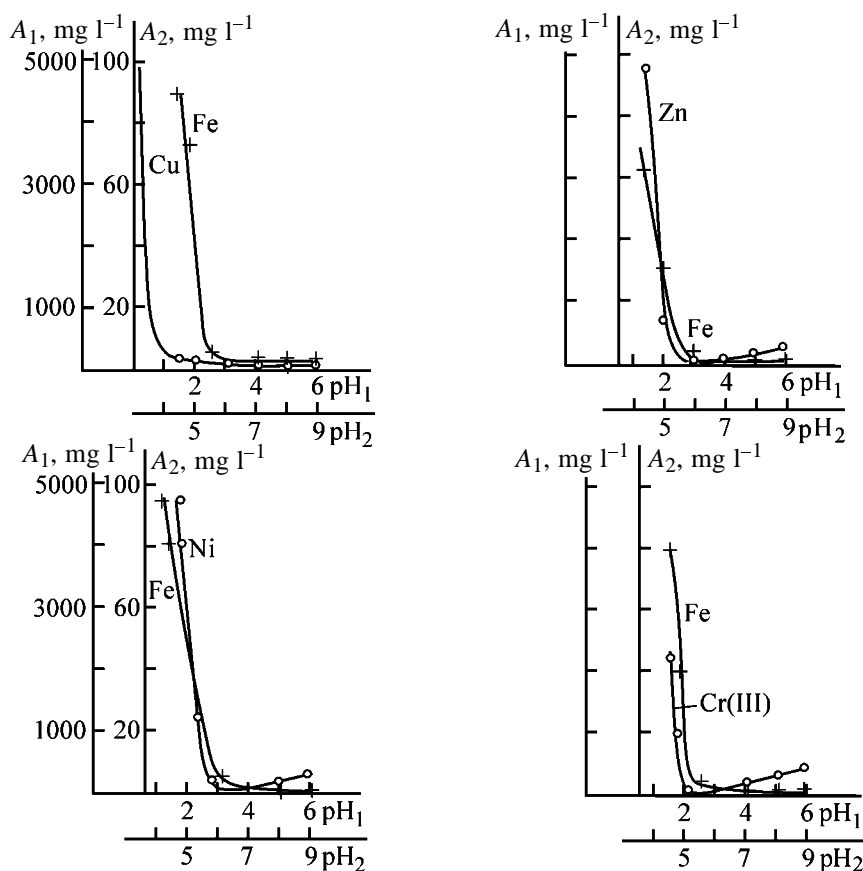 A₁, mg l⁻¹ A₂, mg l⁻¹
5000 100
Fe
Cu
3000 60
1000 20
2 4 6 pH₁
5 7 9 pH₂
A₁, mg l⁻¹ A₂, mg l⁻¹
Zn
Fe
2 4 6 pH₁
5 7 9 pH₂
A₁, mg l⁻¹ A₂, mg l⁻¹
5000 100
Ni
Fe
3000 60
1000 20
2 4 6 pH₁
5 7 9 pH₂
A₁, mg l⁻¹ A₂, mg l⁻¹
Fe
Cr(III)
2 4 6 pH₁
5 7 9 pH₂